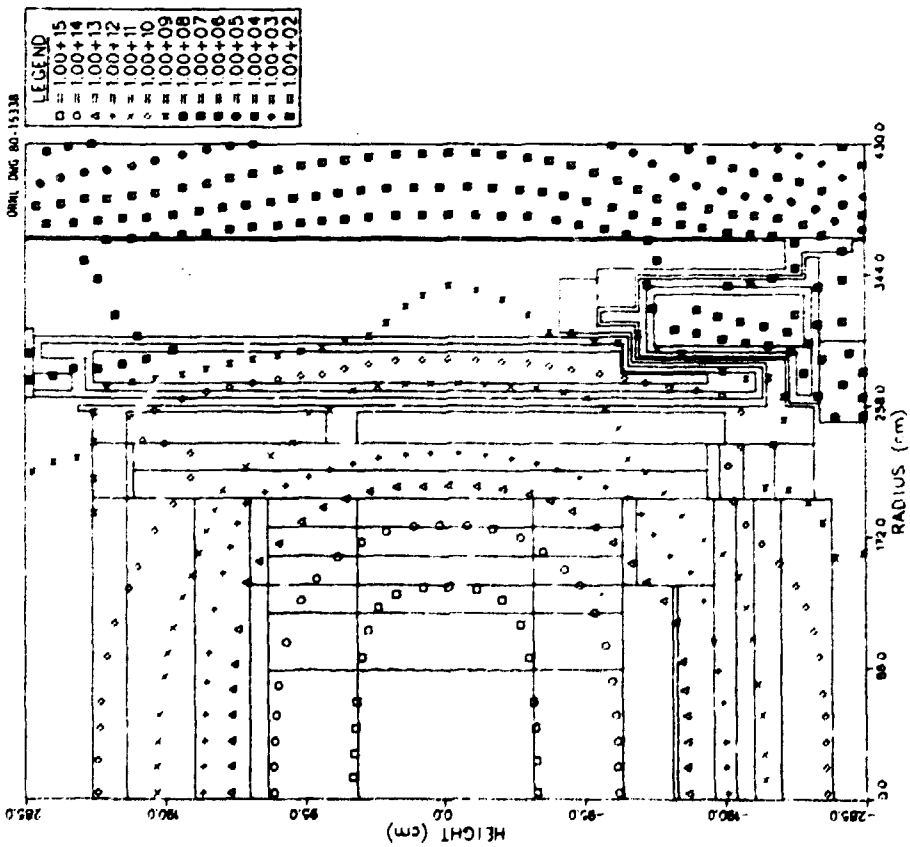 ORNL DWG 80-15338
LEGEND
□ = 1.00+15
○ = 1.00+14
△ = 1.00+13
+ = 1.00+12
× = 1.00+11
◇ = 1.00+10
= 1.00+09
= 1.00+08
= 1.00+07
= 1.00+06
= 1.00+05
= 1.00+04
= 1.00+03
= 1.00+02
HEIGHT (cm)
285.0
190.0
95.0
0.0
-95.0
-190.0
-285.0
0.0
86.0
172.0
258.0
344.0
430.0
RADIUS (cm)